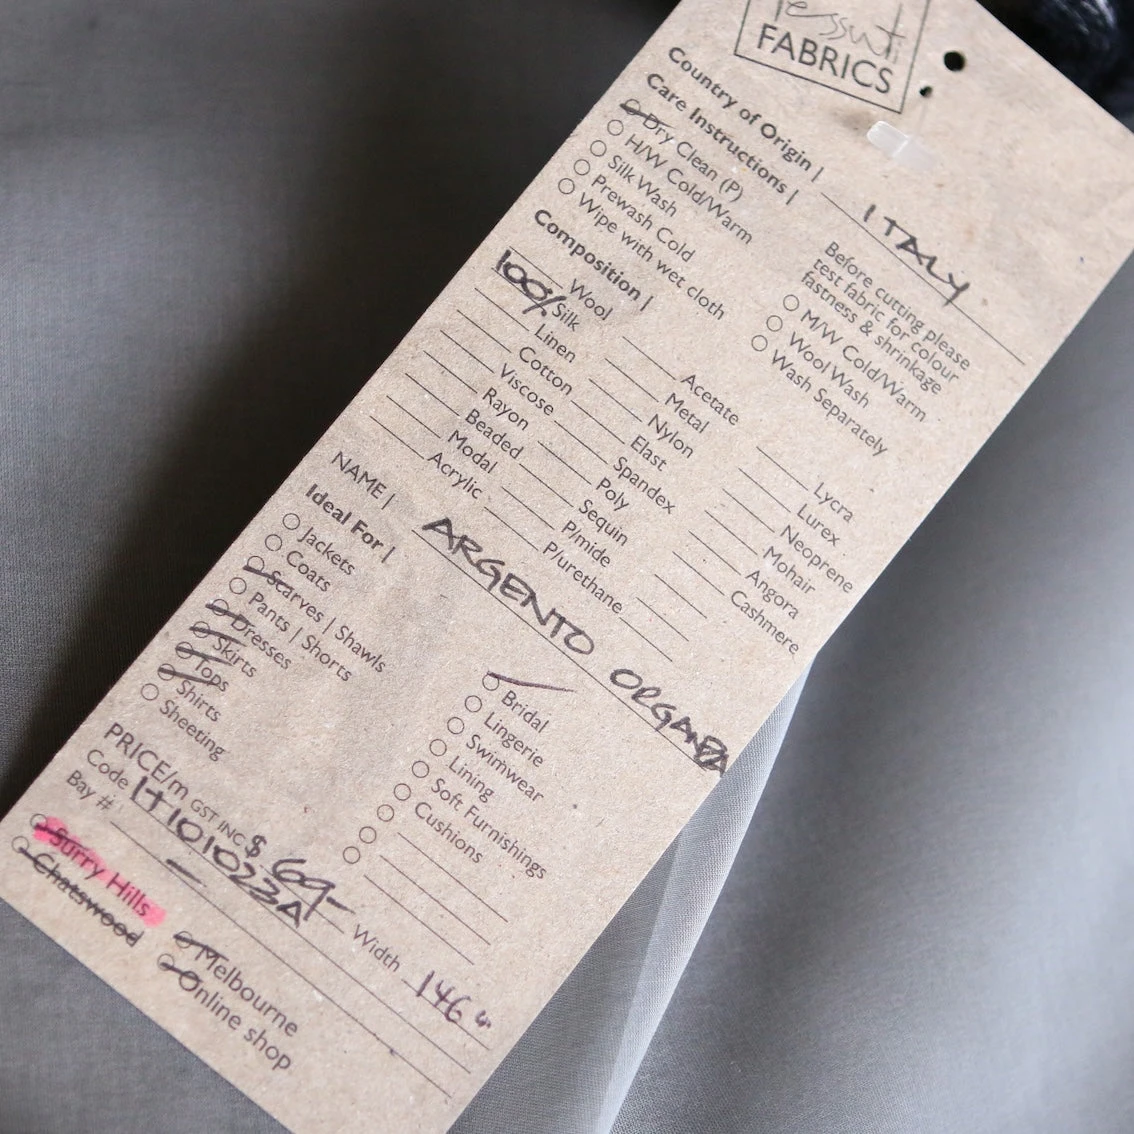 Tessuti
FABRICS
Country of Origin | ITALY
Care Instructions |
Dry Clean (P)
H/W Cold/Warm
Silk Wash
Prewash Cold
Wipe with wet cloth
Before cutting please
test fabric for colour
fastness & shrinkage
M/W Cold/Warm
Wool Wash
Wash Separately
Composition |
Wool
100% Silk
Linen
Cotton
Viscose
Rayon
Beaded
Modal
Acrylic
Acetate
Metal
Nylon
Elast
Spandex
Poly
Sequin
P/mide
P/urethane
Lycra
Lurex
Neoprene
Mohair
Angora
Cashmere
NAME | ARGENTO ORGANZA
Ideal For |
Jackets
Coats
Scarves | Shawls
Pants | Shorts
Dresses
Skirts
Tops
Shirts
Sheeting
Bridal
Lingerie
Swimwear
Lining
Soft Furnishings
Cushions
PRICE/m GST INC $ 69- Width 146
Code IT101023A
Bay # —
Surry Hills
Chatswood
Melbourne
Online shop